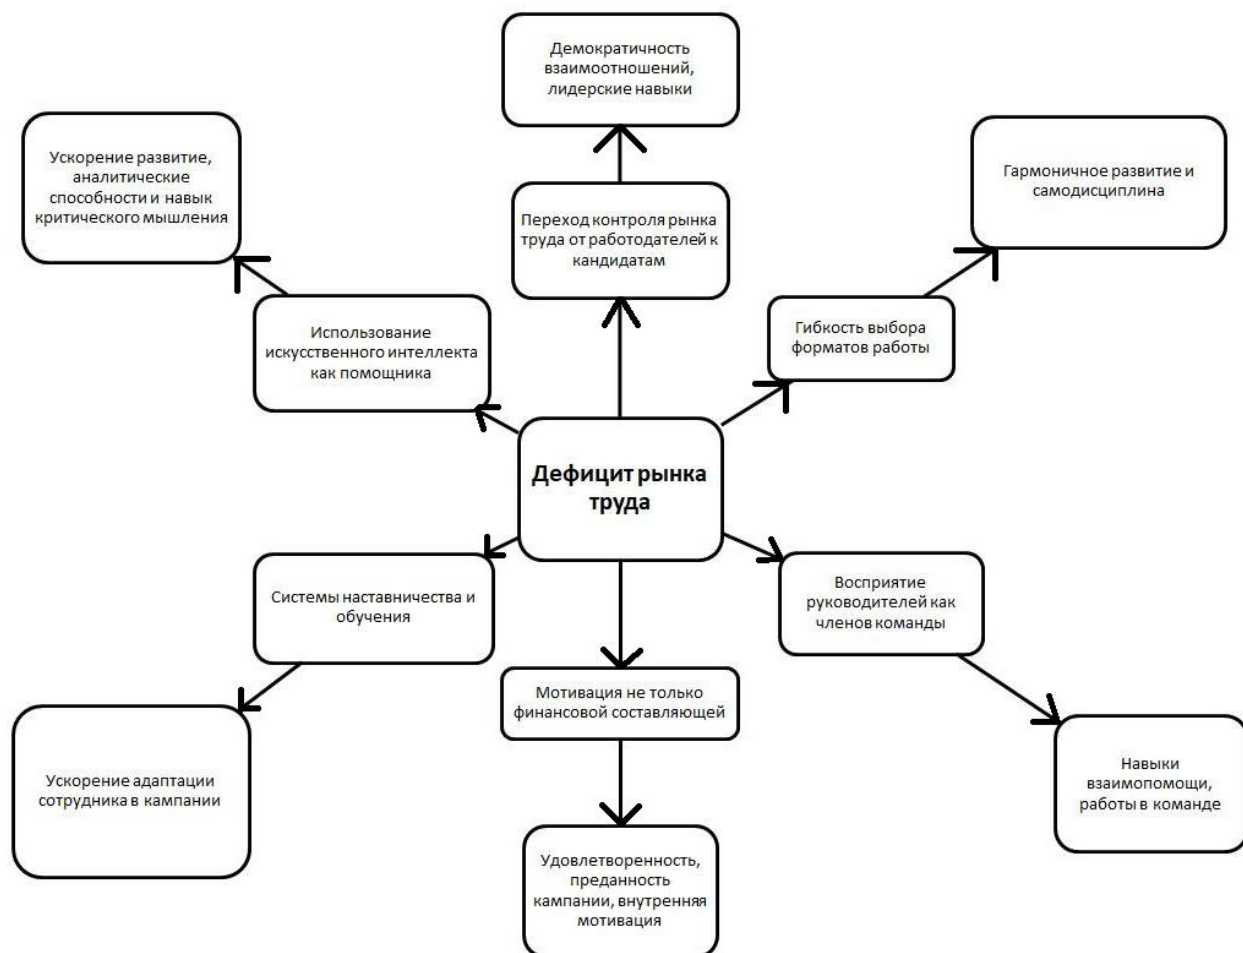 Демократичность
взаимоотношений,
лидерские навыки
Ускорение развитие,
аналитические
способности и навык
критического мышления
Гармоничное развитие и
самодисциплина
Переход контроля рынка
труда от работодателей к
кандидатам
Использование
искусственного интеллекта
как помощника
Гибкость выбора
форматов работы
Дефицит рынка
труда
Системы наставничества и
обучения
Восприятие
руководителей как
членов команды
Мотивация не только
финансовой составляющей
Ускорение адаптации
сотрудника в кампании
Навыки
взаимопомощи,
работы в команде
Удовлетворенность,
преданность
кампании, внутренняя
мотивация